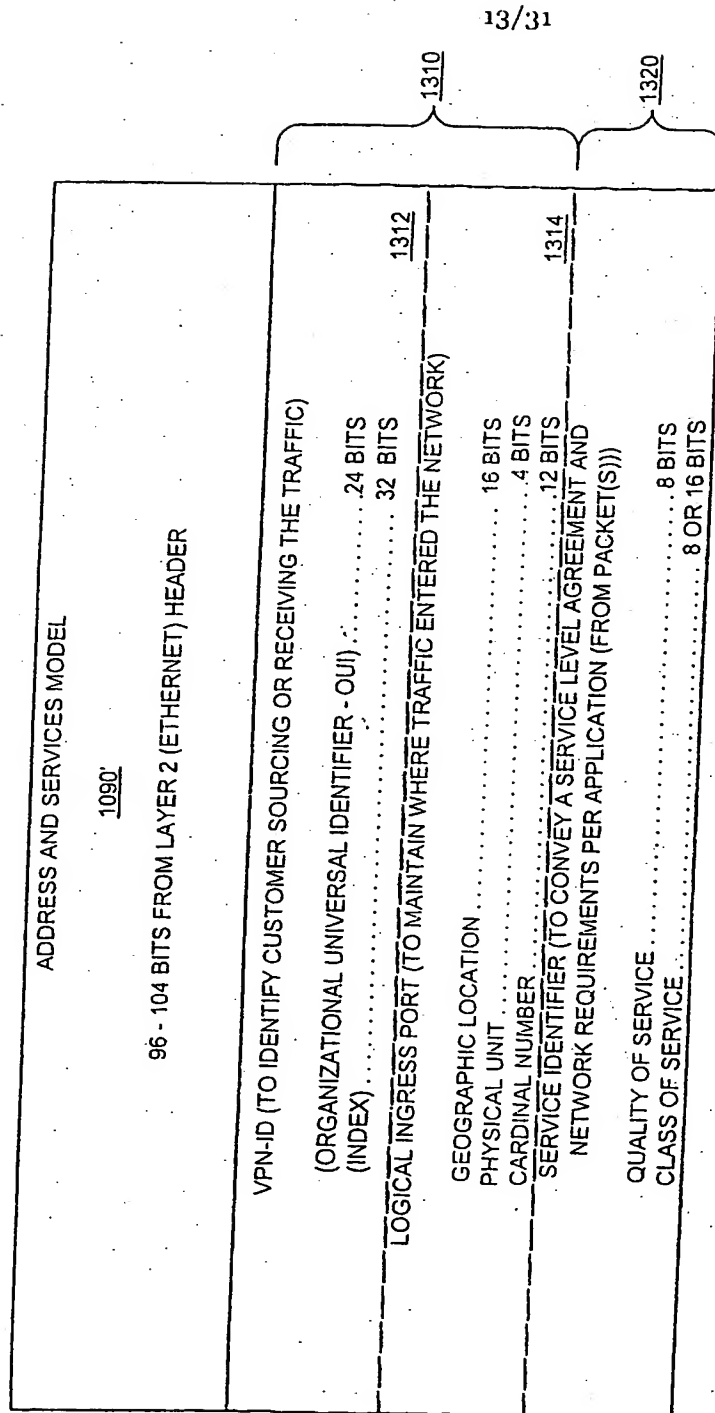 13/31
ADDRESS AND SERVICES MODEL
1090'
96 - 104 BITS FROM LAYER 2 (ETHERNET) HEADER
VPN-ID (TO IDENTIFY CUSTOMER SOURCING OR RECEIVING THE TRAFFIC)
(ORGANIZATIONAL UNIVERSAL IDENTIFIER - OUI) 24 BITS
(INDEX) 32 BITS
1312
LOGICAL INGRESS PORT (TO MAINTAIN WHERE TRAFFIC ENTERED THE NETWORK)
GEOGRAPHIC LOCATION 16 BITS
PHYSICAL UNIT 4 BITS
CARDINAL NUMBER 12 BITS
1314
SERVICE IDENTIFIER (TO CONVEY A SERVICE LEVEL AGREEMENT AND
NETWORK REQUIREMENTS PER APPLICATION (FROM PACKET(S)))
QUALITY OF SERVICE 8 BITS
CLASS OF SERVICE 8 OR 16 BITS
1310
1320